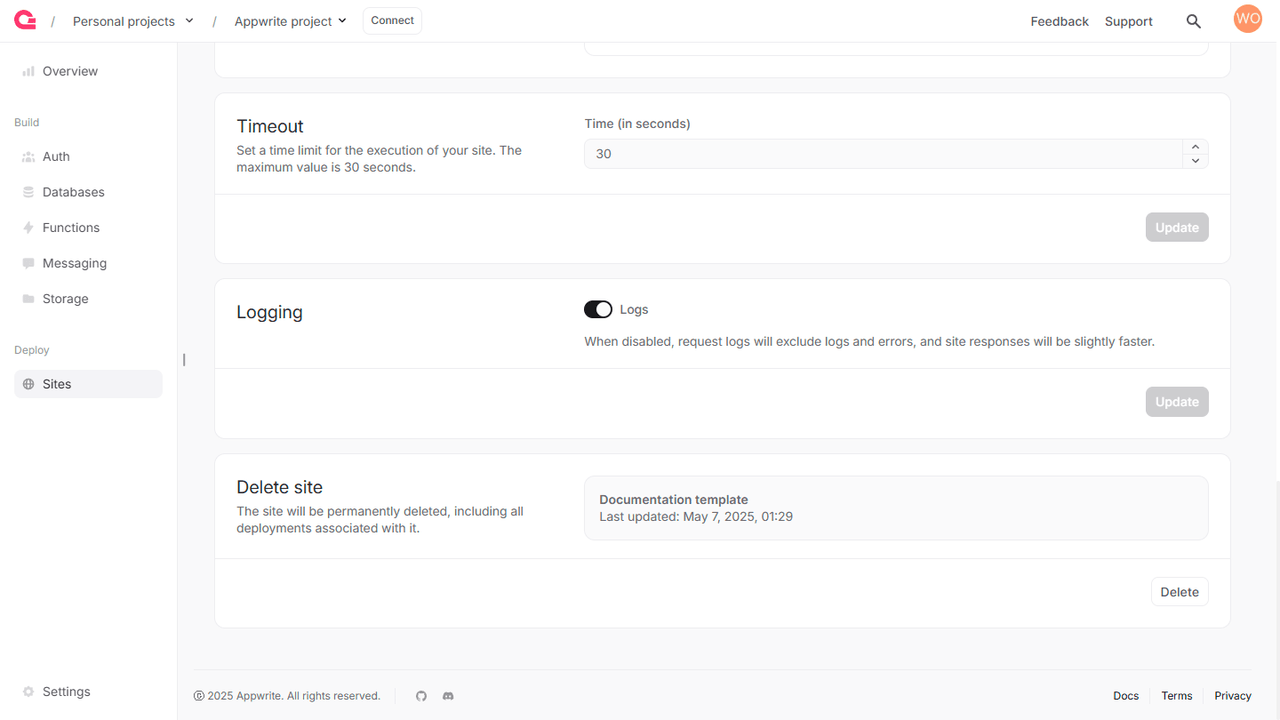 / Personal projects / Appwrite project Connect Feedback Support WO
Overview
Build
Auth
Databases
Functions
Messaging
Storage
Deploy
Sites
Settings
Timeout
Set a time limit for the execution of your site. The
maximum value is 30 seconds.
Time (in seconds)
30
Update
Logging
Logs
When disabled, request logs will exclude logs and errors, and site responses will be slightly faster.
Update
Delete site
The site will be permanently deleted, including all
deployments associated with it.
Documentation template
Last updated: May 7, 2025, 01:29
Delete
© 2025 Appwrite. All rights reserved.
Docs Terms Privacy